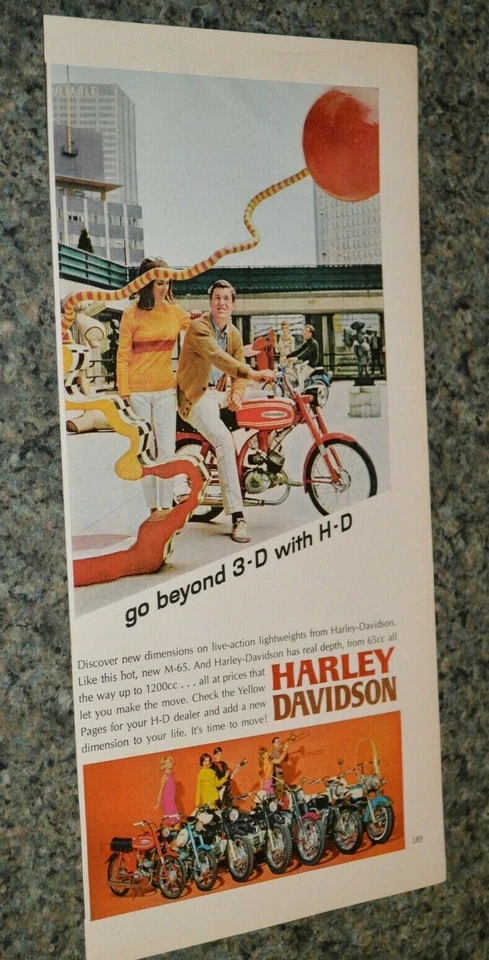 UITABLE
go beyond 3-D with H-D
Discover new dimensions on live-action lightweights from Harley-Davidson.
Like this hot, new M-65. And Harley-Davidson has real depth, from 65cc all
the way up to 1200cc . . . all at prices that
let you make the move. Check the Yellow
Pages for your H-D dealer and add a new
dimension to your life. It's time to move!
HARLEY
DAVIDSON